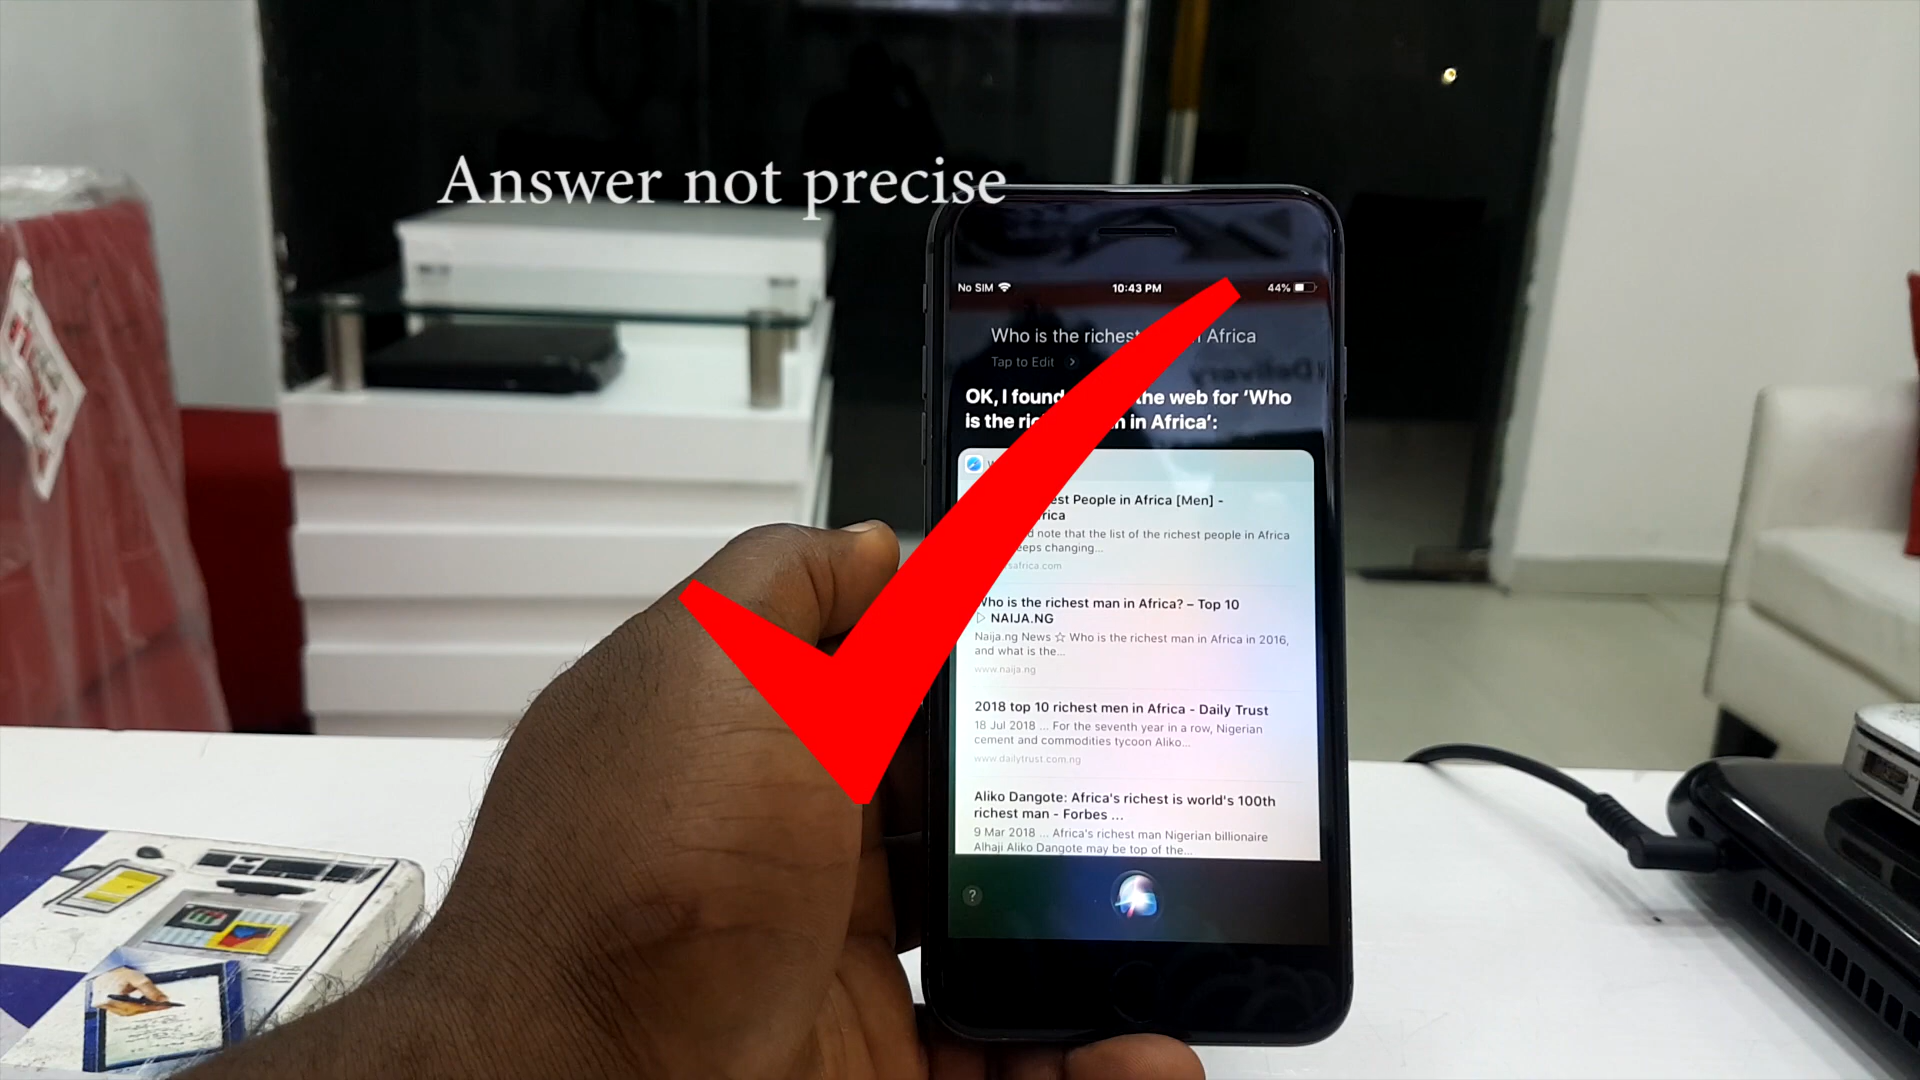 Answer not precise
No SIM
10:43 PM
44%
Who is the richest Africa
Tap to Edit >
OK, I found the web for ‘Who
is the in Africa’:
People in Africa [Men] -
note that the list of the richest people in Africa
changing...
Who is the richest man in Africa? – Top 10
▷ NAIJA.NG
Naija.ng News ☆ Who is the richest man in Africa in 2016,
and what is the...
www.naija.ng
2018 top 10 richest men in Africa - Daily Trust
18 Jul 2018 ... For the seventh year in a row, Nigerian
cement and commodities tycoon Aliko...
www.dailytrust.com.ng
Aliko Dangote: Africa's richest is world's 100th
richest man - Forbes ...
9 Mar 2018 ... Africa's richest man Nigerian billionaire
Alhaji Aliko Dangote may be top of the...
?